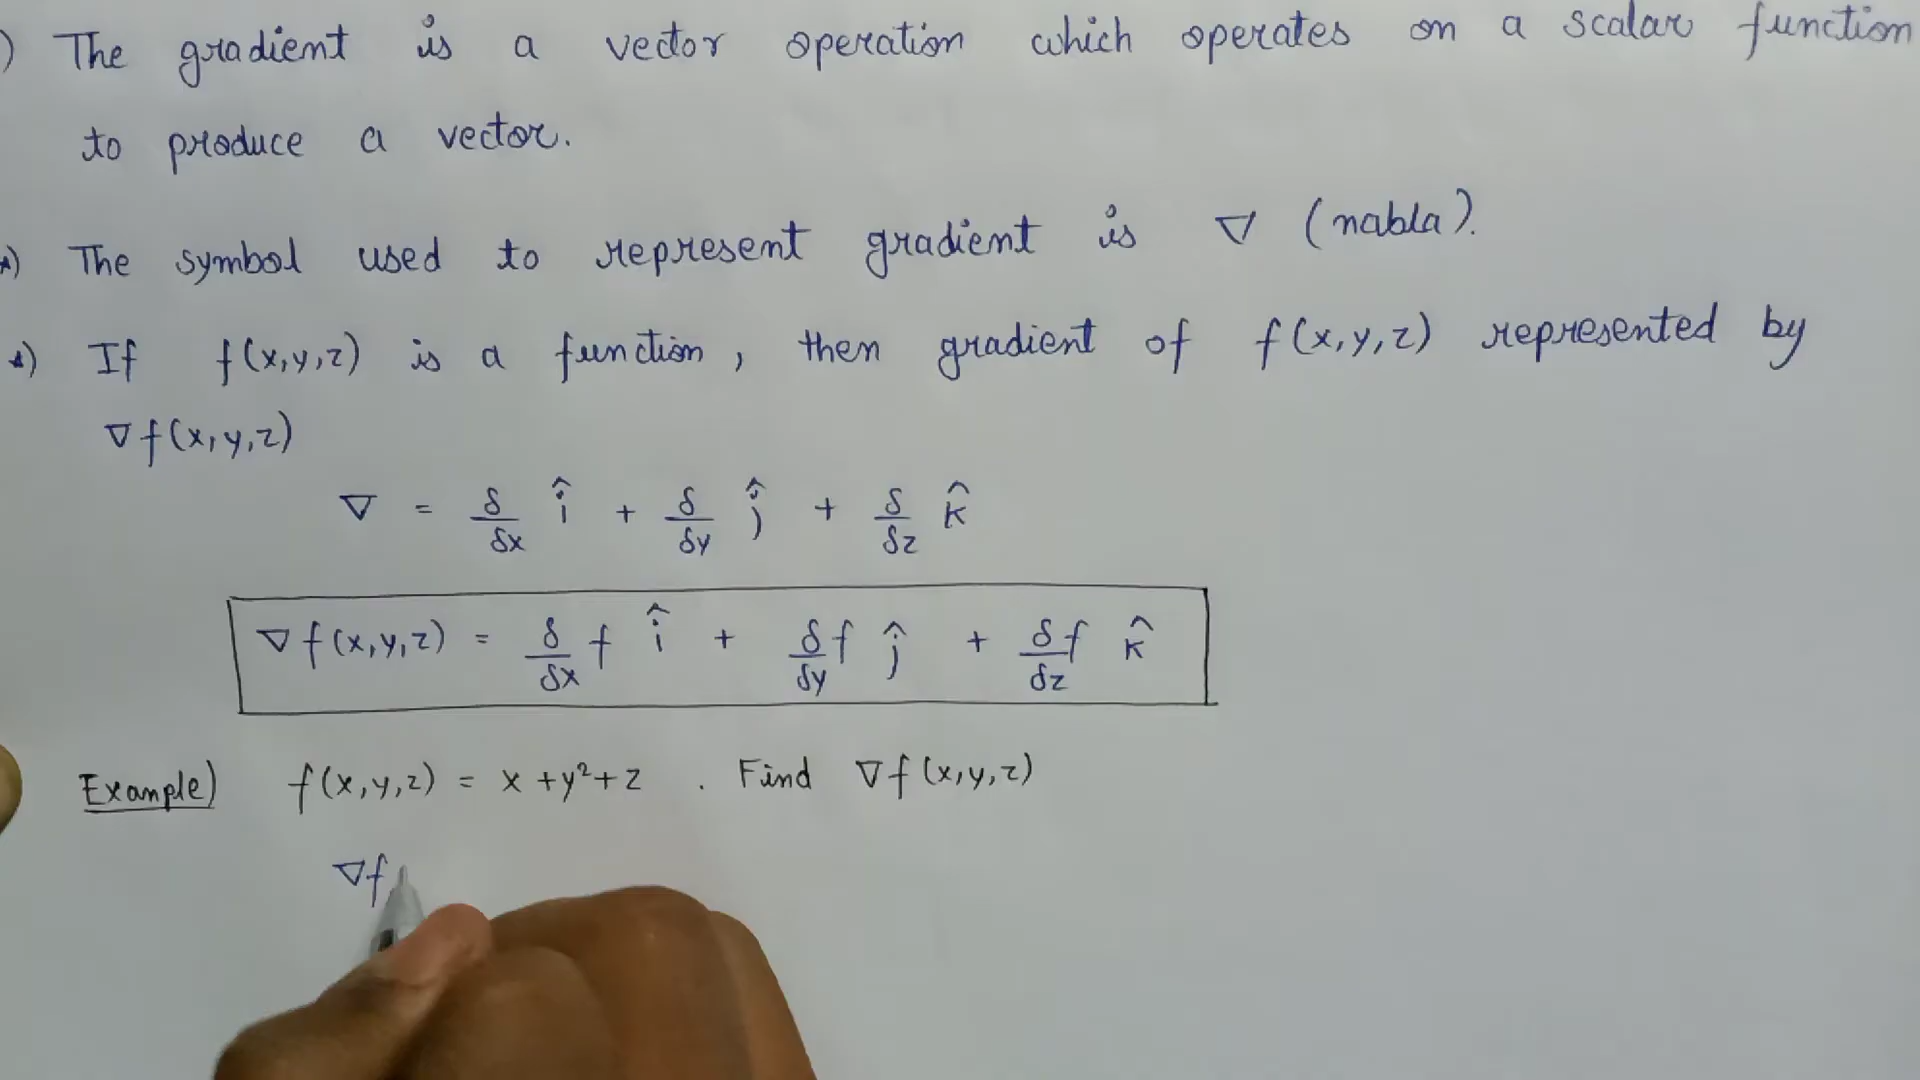 ) The gradient is a vector operation which operates on a scalar function
to produce a vector.
*) The symbol used to represent gradient is ∇ (nabla).
*) If f(x,y,z) is a function, then gradient of f(x,y,z) represented by
∇f(x,y,z)
∇ = δ/δx î + δ/δy ĵ + δ/δz k̂
∇f(x,y,z) = δ/δx f î + δ/δy f ĵ + δ/δz f k̂
Example) f(x,y,z) = x + y² + z . Find ∇f(x,y,z)
∇f